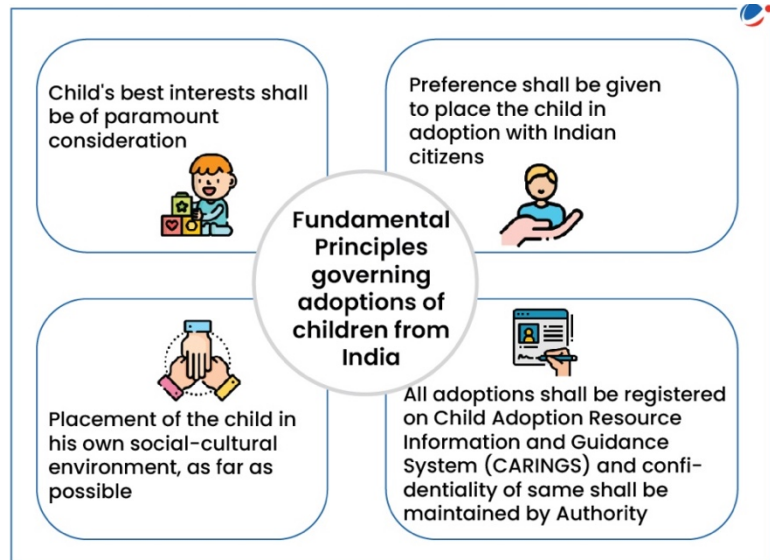 Child's best interests shall
be of paramount
consideration
Preference shall be given
to place the child in
adoption with Indian
citizens
Fundamental
Principles
governing
adoptions of
children from
India
Placement of the child in
his own social-cultural
environment, as far as
possible
All adoptions shall be registered
on Child Adoption Resource
Information and Guidance
System (CARINGS) and confi-
dentiality of same shall be
maintained by Authority